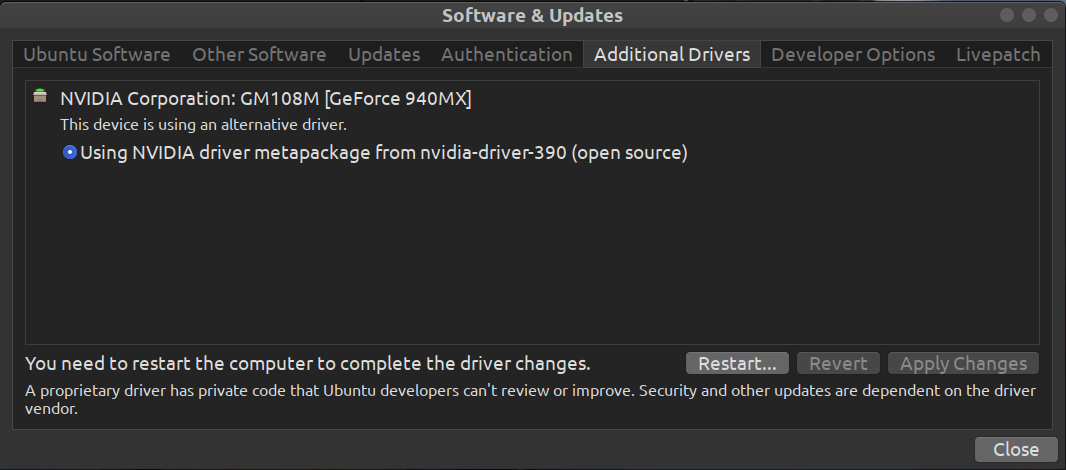 Software & Updates
Ubuntu Software Other Software Updates Authentication Additional Drivers Developer Options Livepatch
NVIDIA Corporation: GM108M [GeForce 940MX]
This device is using an alternative driver.
Using NVIDIA driver metapackage from nvidia-driver-390 (open source)
You need to restart the computer to complete the driver changes. Restart... Revert Apply Changes
A proprietary driver has private code that Ubuntu developers can't review or improve. Security and other updates are dependent on the driver
vendor.
Close